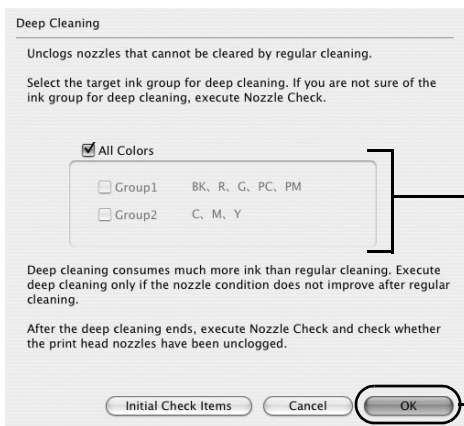 Deep Cleaning
Unclogs nozzles that cannot be cleared by regular cleaning.
Select the target ink group for deep cleaning. If you are not sure of the
ink group for deep cleaning, execute Nozzle Check.
All Colors
Group1 BK、R、G、PC、PM
Group2 C、M、Y
Deep cleaning consumes much more ink than regular cleaning. Execute
deep cleaning only if the nozzle condition does not improve after regular
cleaning.
After the deep cleaning ends, execute Nozzle Check and check whether
the print head nozzles have been unclogged.
Initial Check Items Cancel OK